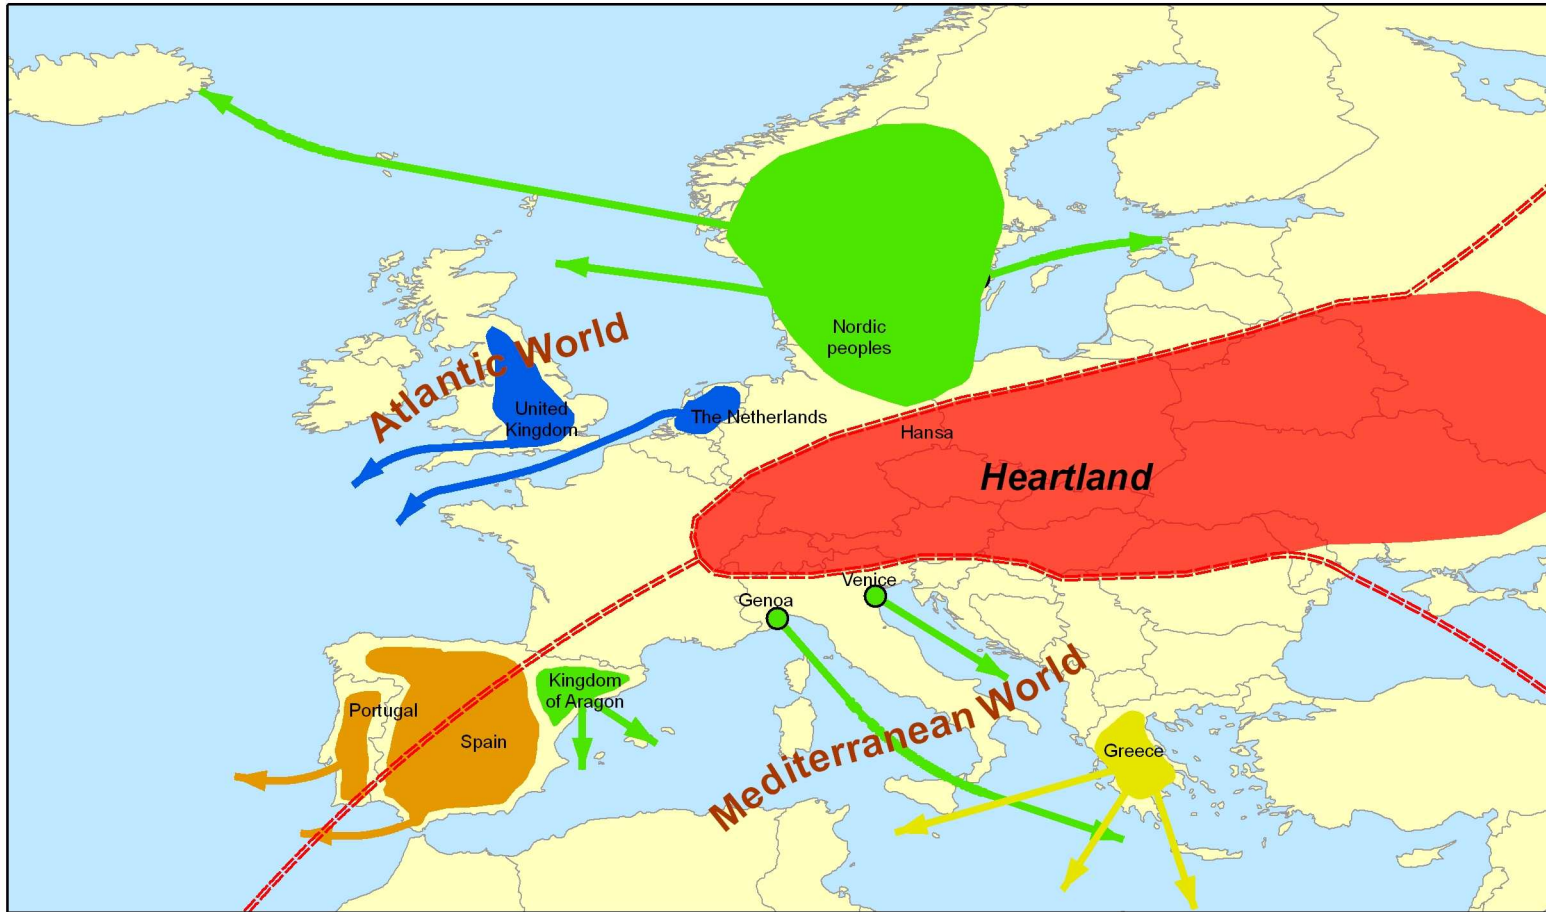 Nordic
peoples
Atlantic World
United
Kingdom
The Netherlands
Hansa
Heartland
Venice
Genoa
Kingdom
of Aragon
Portugal
Spain
Mediterranean World
Greece